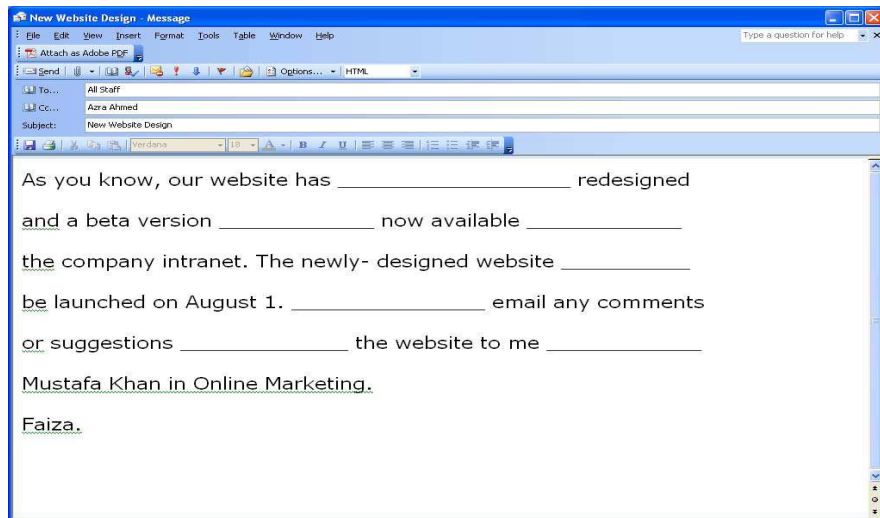 New Website Design - Message
File Edit View Insert Format Tools Table Window Help Type a question for help
Attach as Adobe PDF
Send Options... HTML
To... All Staff
Cc... Azra Ahmed
Subject: New Website Design
Verdana 18 A B I U
As you know, our website has ____________________ redesigned
and a beta version ______________ now available ______________
the company intranet. The newly- designed website ____________
be launched on August 1. __________________ email any comments
or suggestions ________________ the website to me ______________
Mustafa Khan in Online Marketing.
Faiza.